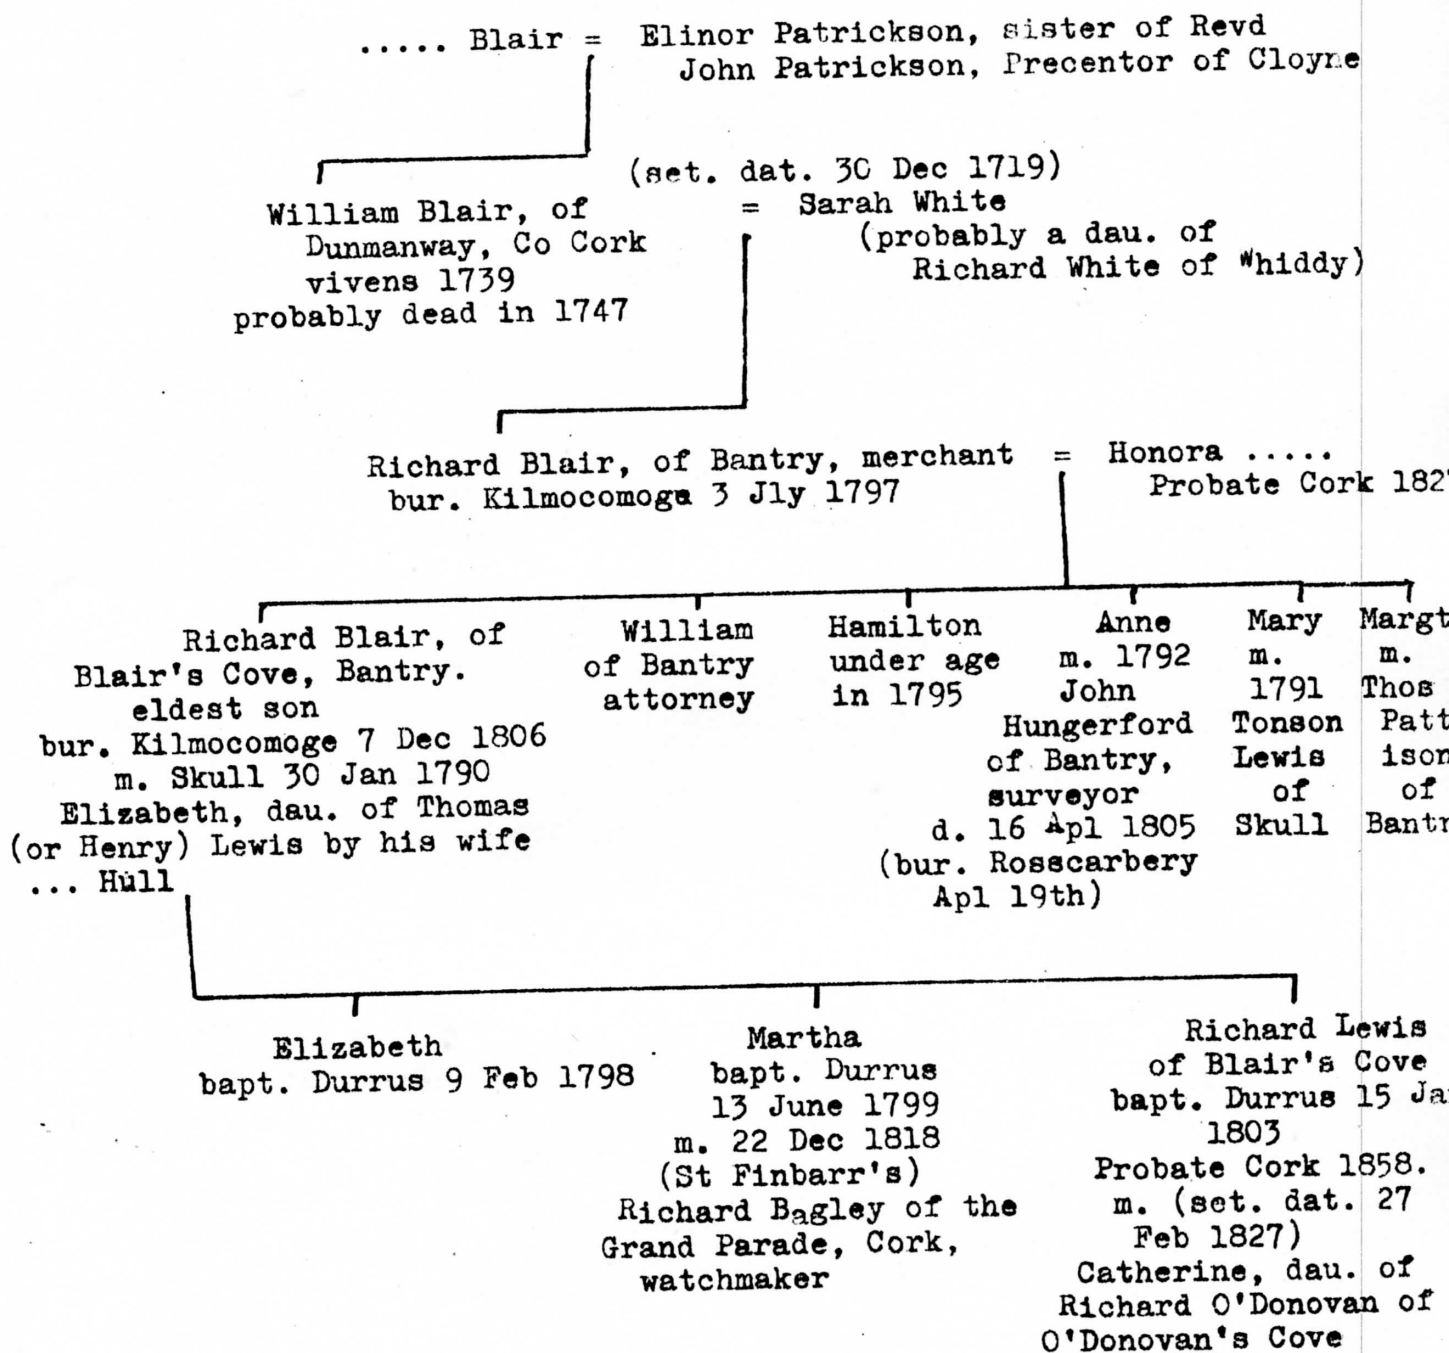 ..... Blair = Elinor Patrickson, sister of Revd
John Patrickson, Precentor of Cloyne
(set. dat. 30 Dec 1719)
William Blair, of
Dunmanway, Co Cork
vivens 1739
probably dead in 1747
= Sarah White
(probably a dau. of
Richard White of Whiddy)
Richard Blair, of Bantry, merchant = Honora .....
bur. Kilmocomoge 3 Jly 1797
Probate Cork 182
Richard Blair, of
Blair's Cove, Bantry.
eldest son
bur. Kilmocomoge 7 Dec 1806
m. Skull 30 Jan 1790
Elizabeth, dau. of Thomas
(or Henry) Lewis by his wife
... Hull
William
of Bantry
attorney
Hamilton
under age
in 1795
Anne
m. 1792
John
Hungerford
of Bantry,
surveyor
d. 16 Apl 1805
(bur. Rosscarbery
Apl 19th)
Mary
m.
1791
Tonson
Lewis
of
Skull
Margt
m.
Thos
Patt
ison
of
Bantr
Elizabeth
bapt. Durrus 9 Feb 1798
Martha
bapt. Durrus
13 June 1799
m. 22 Dec 1818
(St Finbarr's)
Richard Bagley of the
Grand Parade, Cork,
watchmaker
Richard Lewis
of Blair's Cove
bapt. Durrus 15 Ja
1803
Probate Cork 1858.
m. (set. dat. 27
Feb 1827)
Catherine, dau. of
Richard O'Donovan of
O'Donovan's Cove